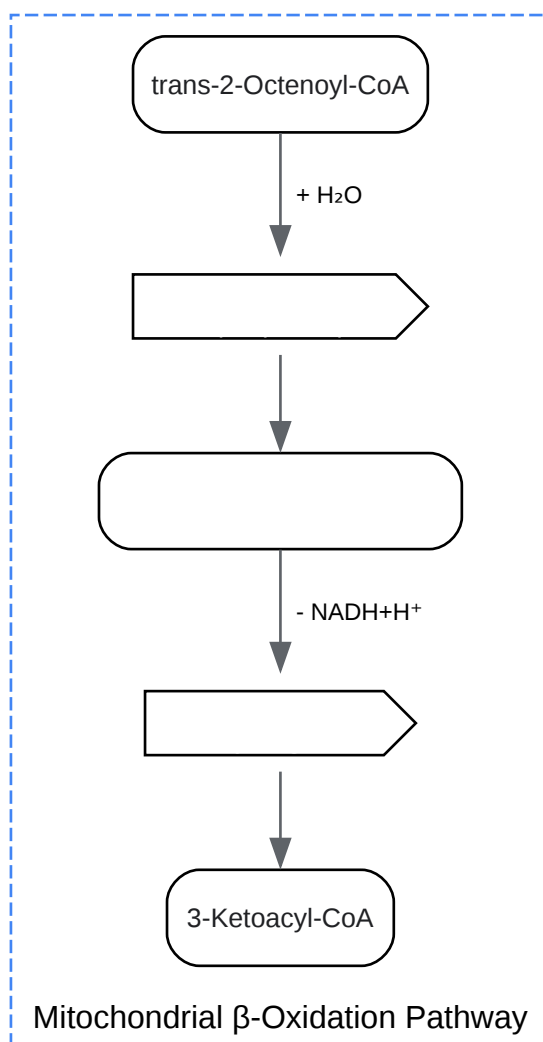 trans-2-Octenoyl-CoA
+ H₂O
- NADH+H⁺
3-Ketoacyl-CoA
Mitochondrial β-Oxidation Pathway